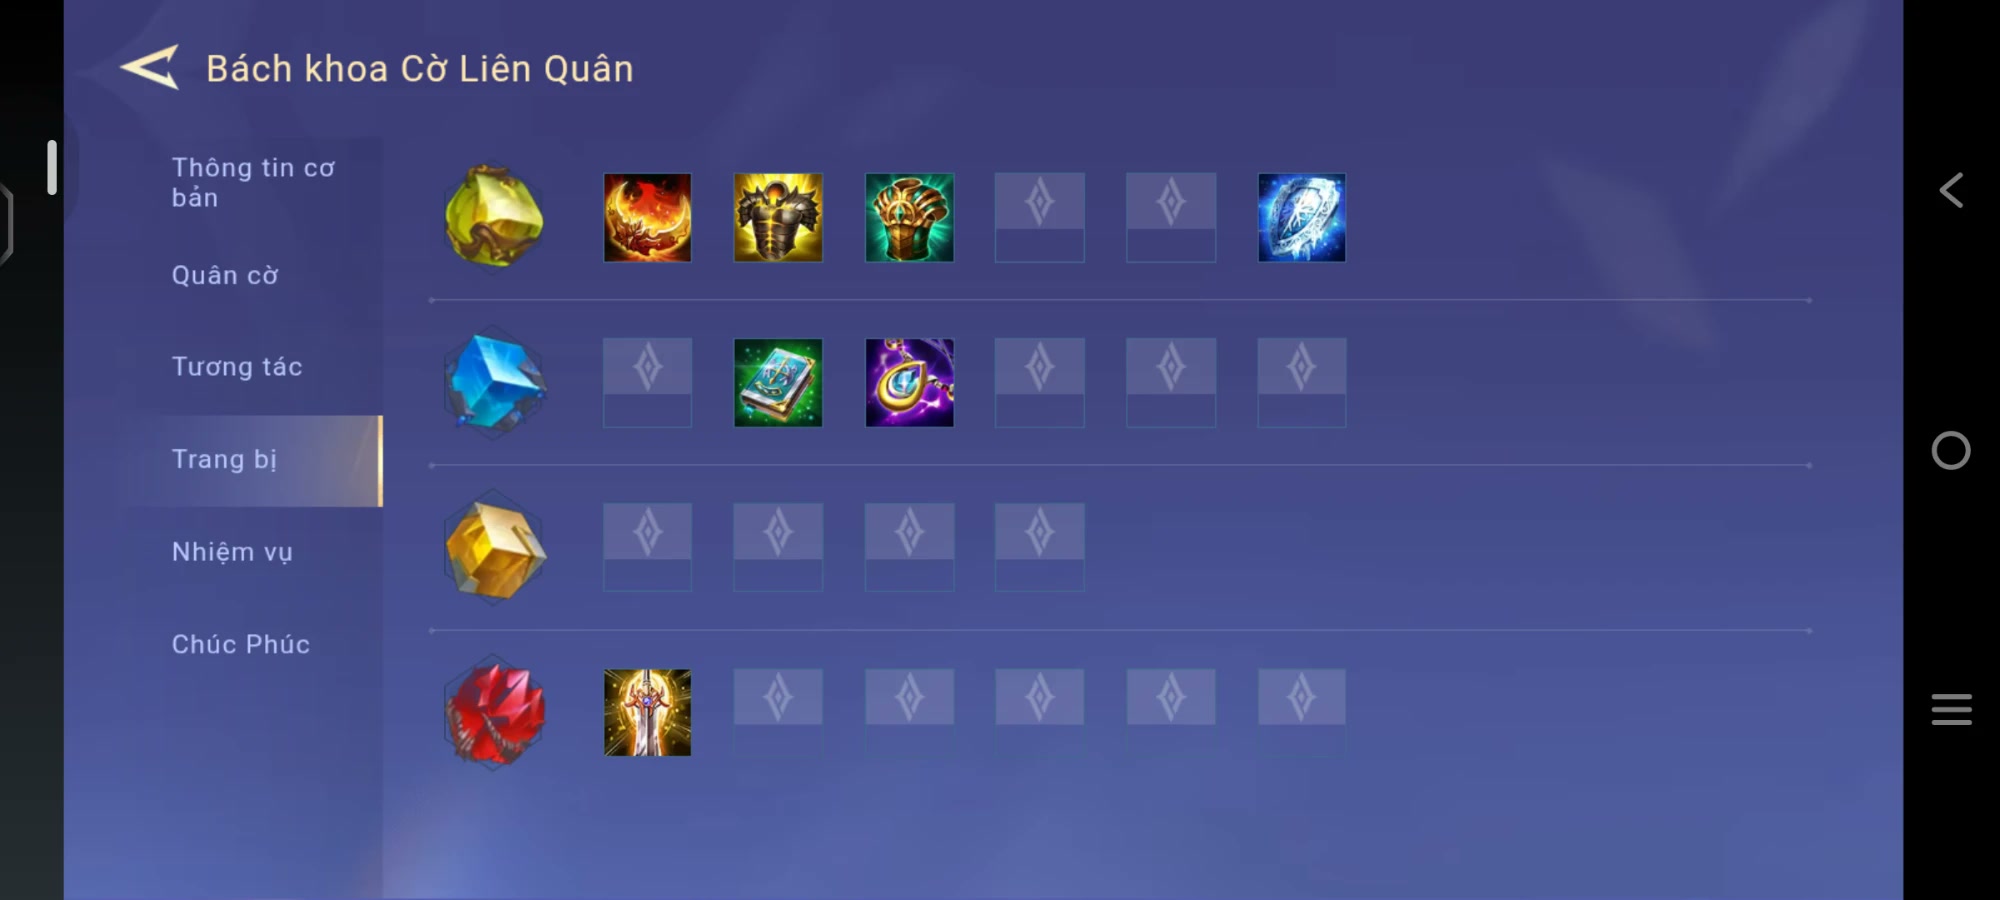 Bách khoa Cờ Liên Quân
Thông tin cơ
bản
Quân cờ
Tương tác
Trang bị
Nhiệm vụ
Chúc Phúc